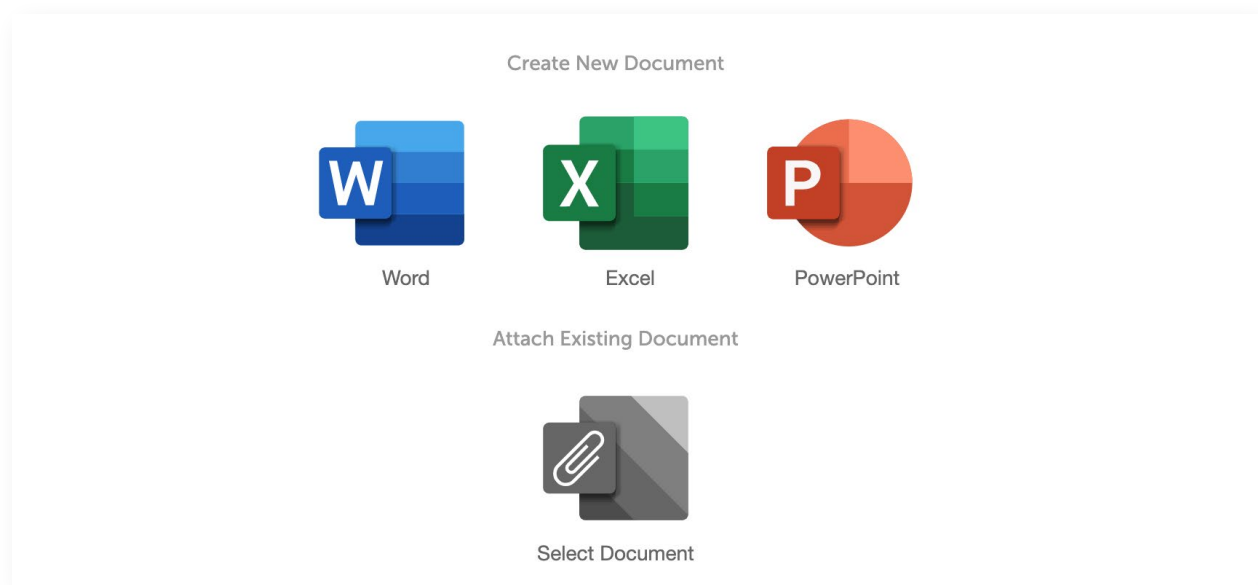 Create New Document
W X P
Word Excel PowerPoint
Attach Existing Document
Select Document